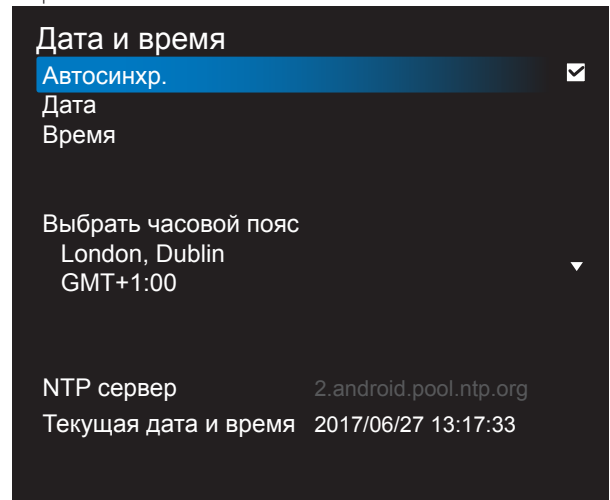 Дата и время
Автосинхр.
Дата
Время
Выбрать часовой пояс
London, Dublin
GMT+1:00
NTP сервер 2.android.pool.ntp.org
Текущая дата и время 2017/06/27 13:17:33